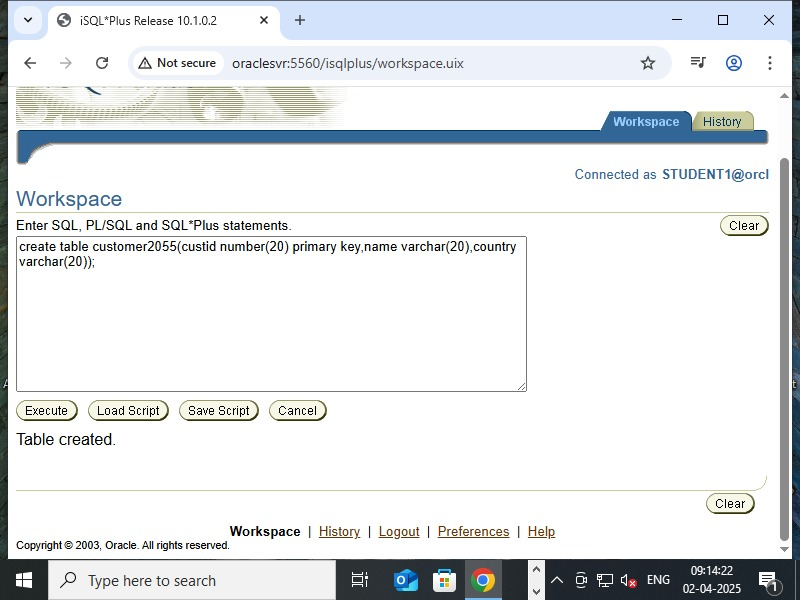 iSQL*Plus Release 10.1.0.2
Not secure oraclesvr:5560/isqlplus/workspace.uix
Workspace History
Connected as STUDENT1@orcl
Workspace
Enter SQL, PL/SQL and SQL*Plus statements. Clear
create table customer2055(custid number(20) primary key,name varchar(20),country
varchar(20));
Execute Load Script Save Script Cancel
Table created.
Clear
Workspace | History | Logout | Preferences | Help
Copyright © 2003, Oracle. All rights reserved.
Type here to search
ENG
09:14:22
02-04-2025
1